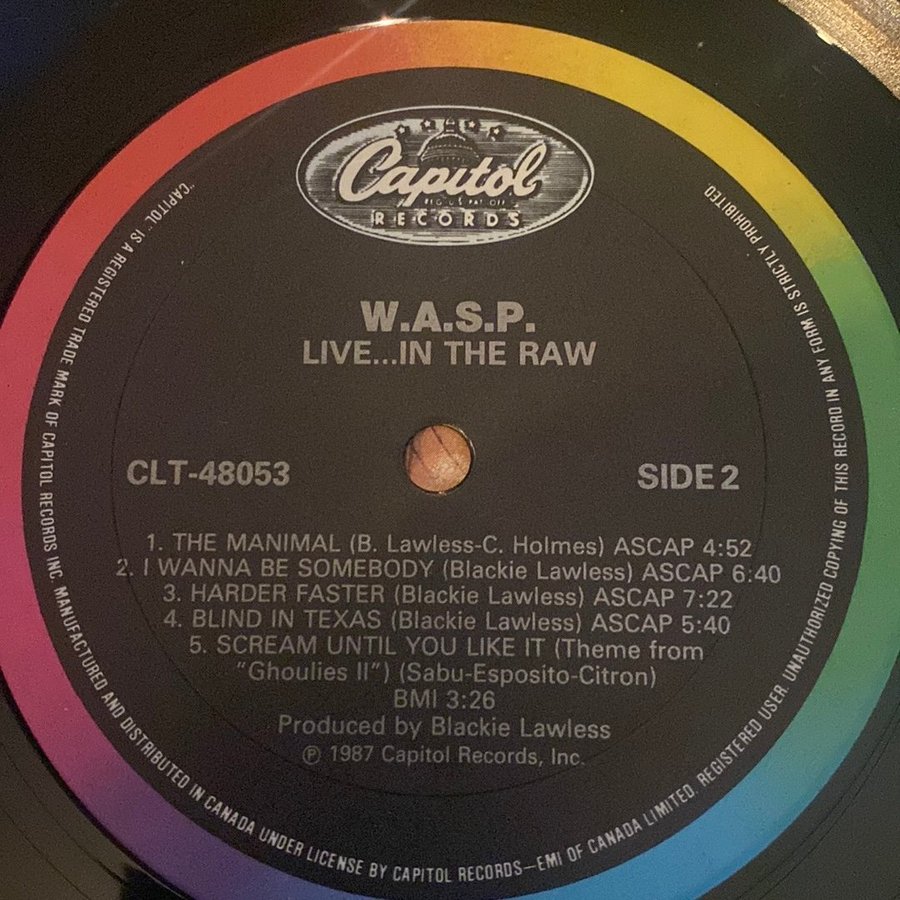 Capitol
REG. U.S. PAT. OFF.
RECORDS
W.A.S.P.
LIVE...IN THE RAW
CLT-48053
SIDE 2
1. THE MANIMAL (B. Lawless-C. Holmes) ASCAP 4:52
2. I WANNA BE SOMEBODY (Blackie Lawless) ASCAP 6:40
3. HARDER FASTER (Blackie Lawless) ASCAP 7:22
4. BLIND IN TEXAS (Blackie Lawless) ASCAP 5:40
5. SCREAM UNTIL YOU LIKE IT (Theme from
"Ghoulies II") (Sabu-Esposito-Citron)
BMI 3:26
Produced by Blackie Lawless
℗ 1987 Capitol Records, Inc.
"CAPITOL" IS A REGISTERED TRADE MARK OF CAPITOL RECORDS INC. MANUFACTURED AND DISTRIBUTED IN CANADA UNDER LICENSE BY CAPITOL RECORDS—EMI OF CANADA LIMITED. REGISTERED USER. UNAUTHORIZED COPYING OF THIS RECORD IN ANY FORM IS STRICTLY PROHIBITED